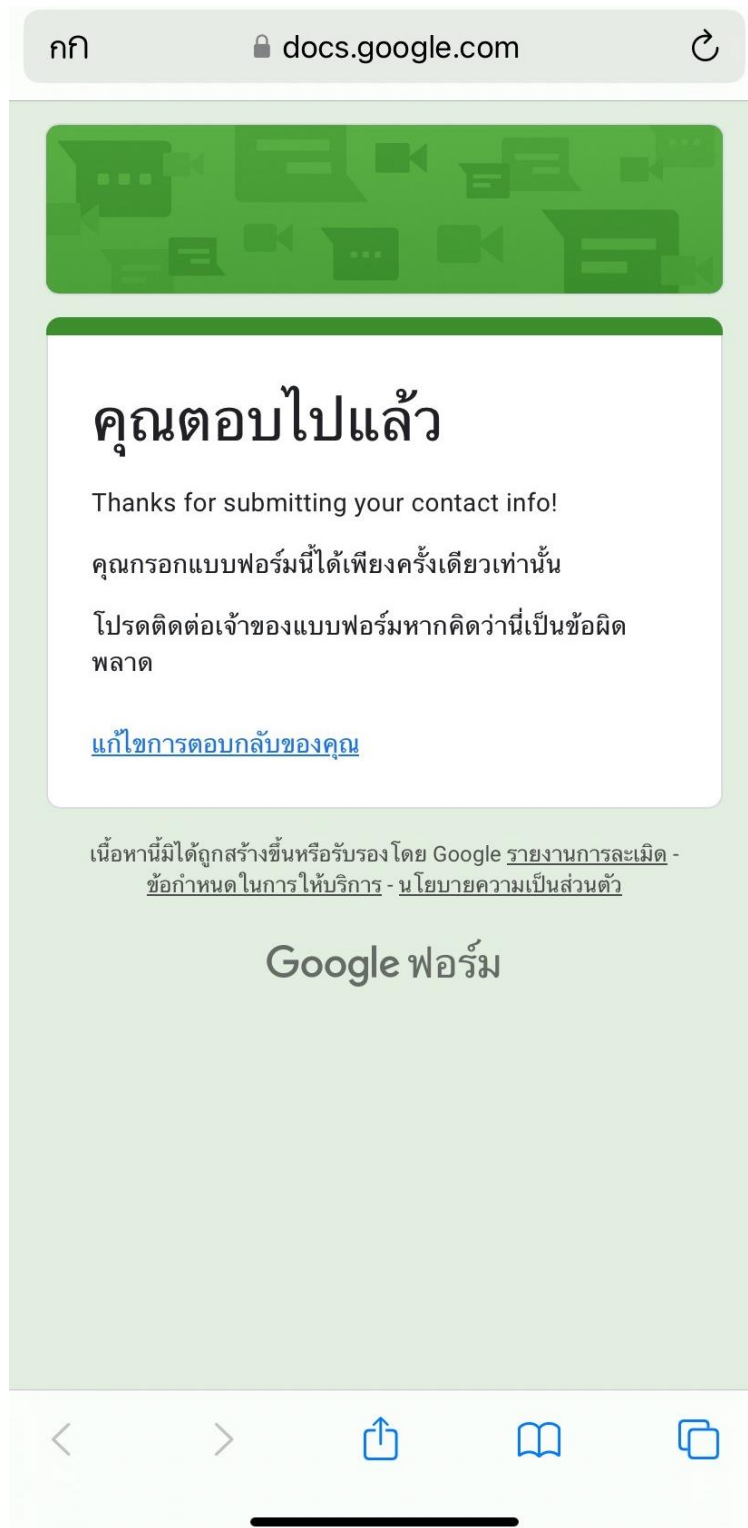 กก docs.google.com
คุณตอบไปแล้ว
Thanks for submitting your contact info!
คุณกรอกแบบฟอร์มนี้ได้เพียงครั้งเดียวเท่านั้น
โปรดติดต่อเจ้าของแบบฟอร์มหากคิดว่านี่เป็นข้อผิด
พลาด
แก้ไขการตอบกลับของคุณ
เนื้อหานี้มิได้ถูกสร้างขึ้นหรือรับรองโดย Google รายงานการละเมิด -
ข้อกำหนดในการให้บริการ - นโยบายความเป็นส่วนตัว
Google ฟอร์ม